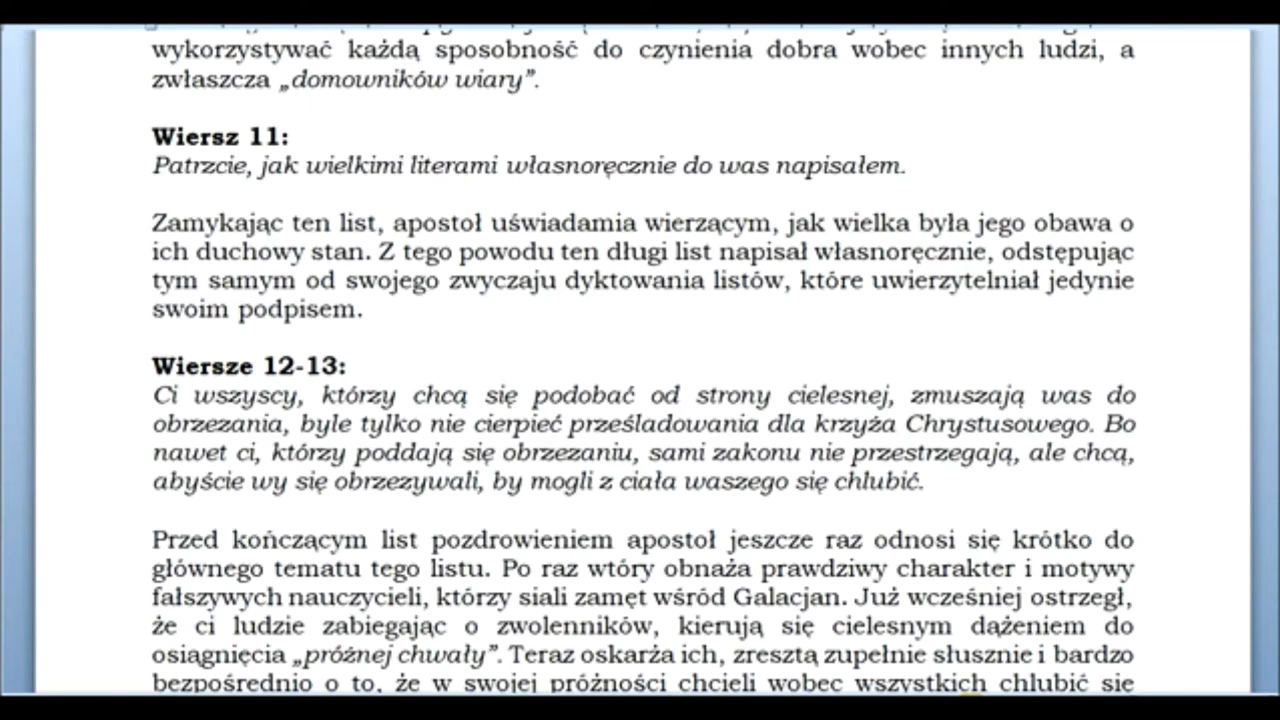 wykorzystywać każdą sposobność do czynienia dobra wobec innych ludzi, a
zwłaszcza „domowników wiary”.
Wiersz 11:
Patrzcie, jak wielkimi literami własnoręcznie do was napisałem.
Zamykając ten list, apostoł uświadamia wierzącym, jak wielka była jego obawa o
ich duchowy stan. Z tego powodu ten długi list napisał własnoręcznie, odstępując
tym samym od swojego zwyczaju dyktowania listów, które uwierzytelniał jedynie
swoim podpisem.
Wiersze 12-13:
Ci wszyscy, którzy chcą się podobać od strony cielesnej, zmuszają was do
obrzezania, byle tylko nie cierpieć prześladowania dla krzyża Chrystusowego. Bo
nawet ci, którzy poddają się obrzezaniu, sami zakonu nie przestrzegają, ale chcą,
abyście wy się obrzezywali, by mogli z ciała waszego się chlubić.
Przed kończącym list pozdrowieniem apostoł jeszcze raz odnosi się krótko do
głównego tematu tego listu. Po raz wtóry obnaża prawdziwy charakter i motywy
fałszywych nauczycieli, którzy siali zamęt wśród Galacjan. Już wcześniej ostrzegł,
że ci ludzie zabiegając o zwolenników, kierują się cielesnym dążeniem do
osiągnięcia „próżnej chwały”. Teraz oskarża ich, zresztą zupełnie słusznie i bardzo
bezpośrednio o to, że w swojej próżności chcieli wobec wszystkich chlubić się